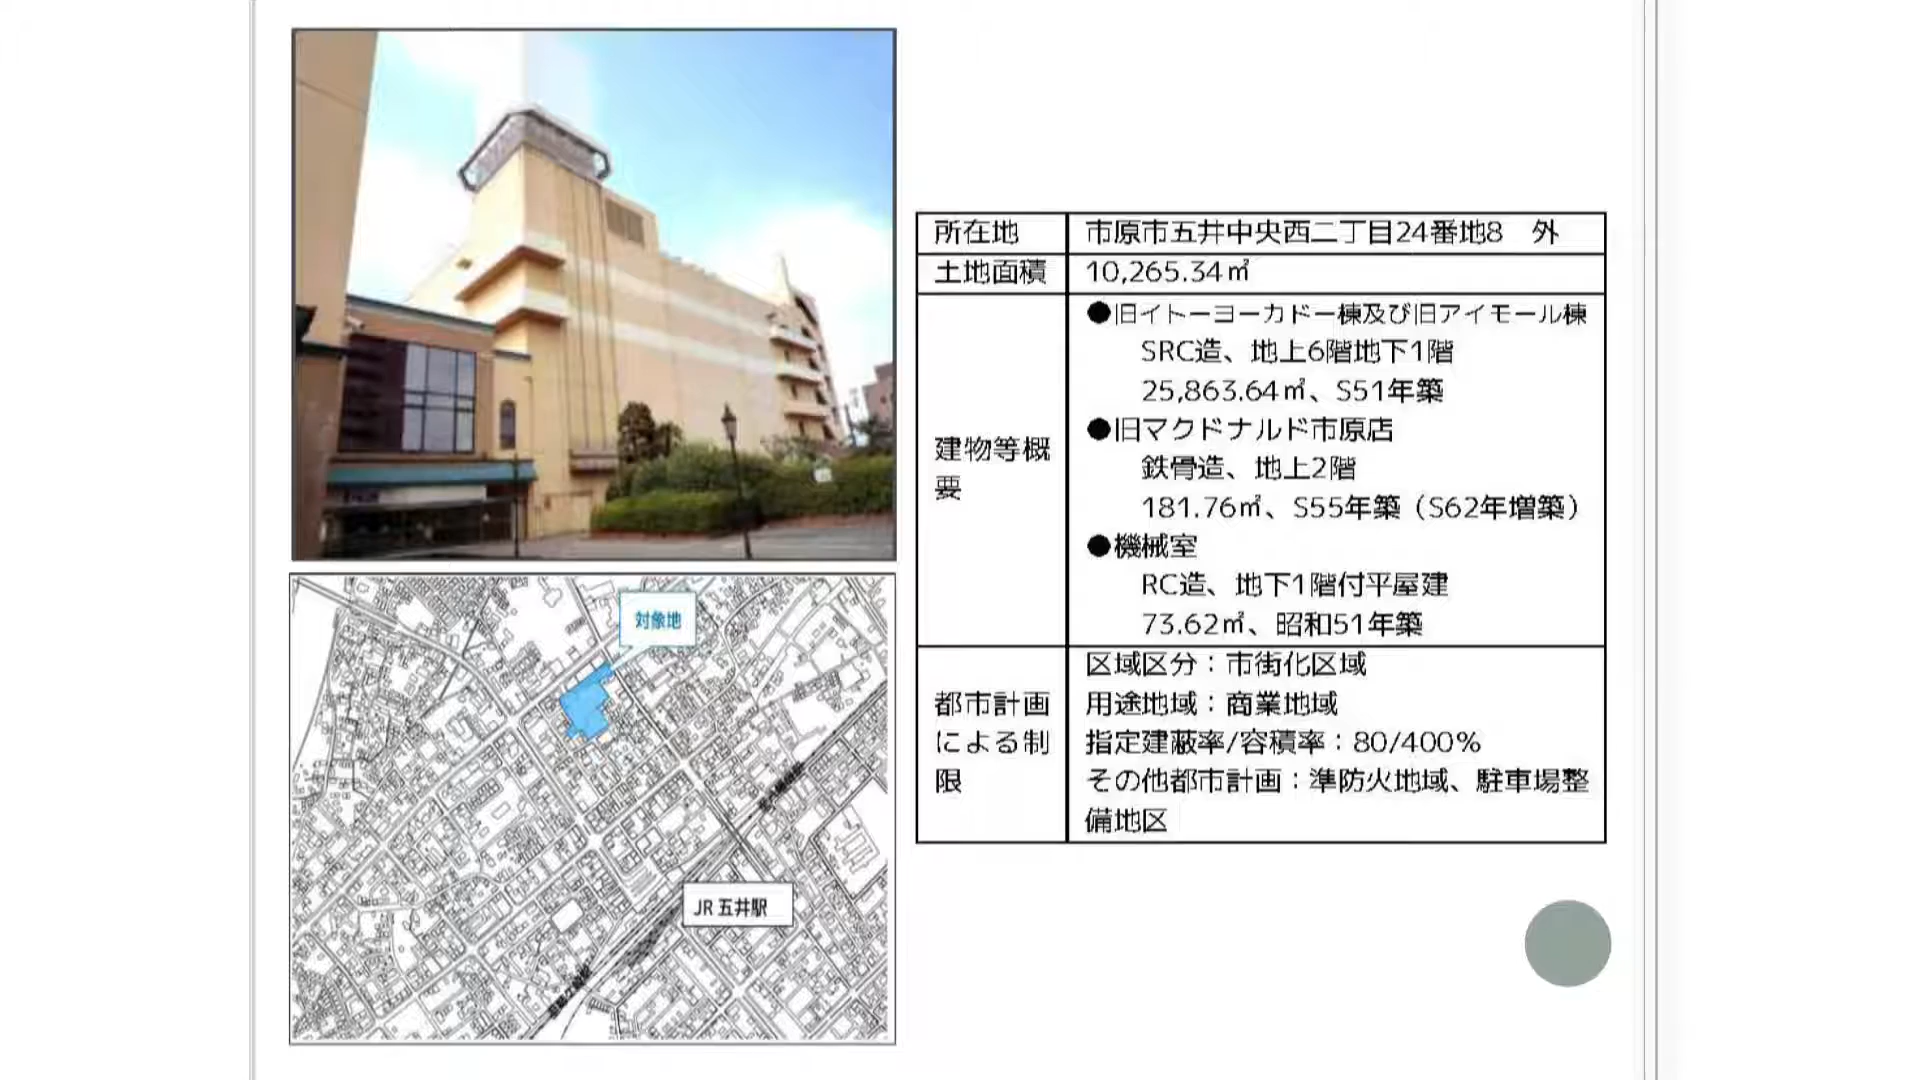 対象地
JR 五井駅
所在地
市原市五井中央西二丁目24番地8　外
土地面積
10,265.34㎡
建物等概
要
●旧イトーヨーカドー棟及び旧アイモール棟
SRC造、地上6階地下1階
25,863.64㎡、S51年築
●旧マクドナルド市原店
鉄骨造、地上2階
181.76㎡、S55年築（S62年増築）
●機械室
RC造、地下1階付平屋建
73.62㎡、昭和51年築
都市計画
による制
限
区域区分：市街化区域
用途地域：商業地域
指定建蔽率/容積率：80/400%
その他都市計画：準防火地域、駐車場整
備地区